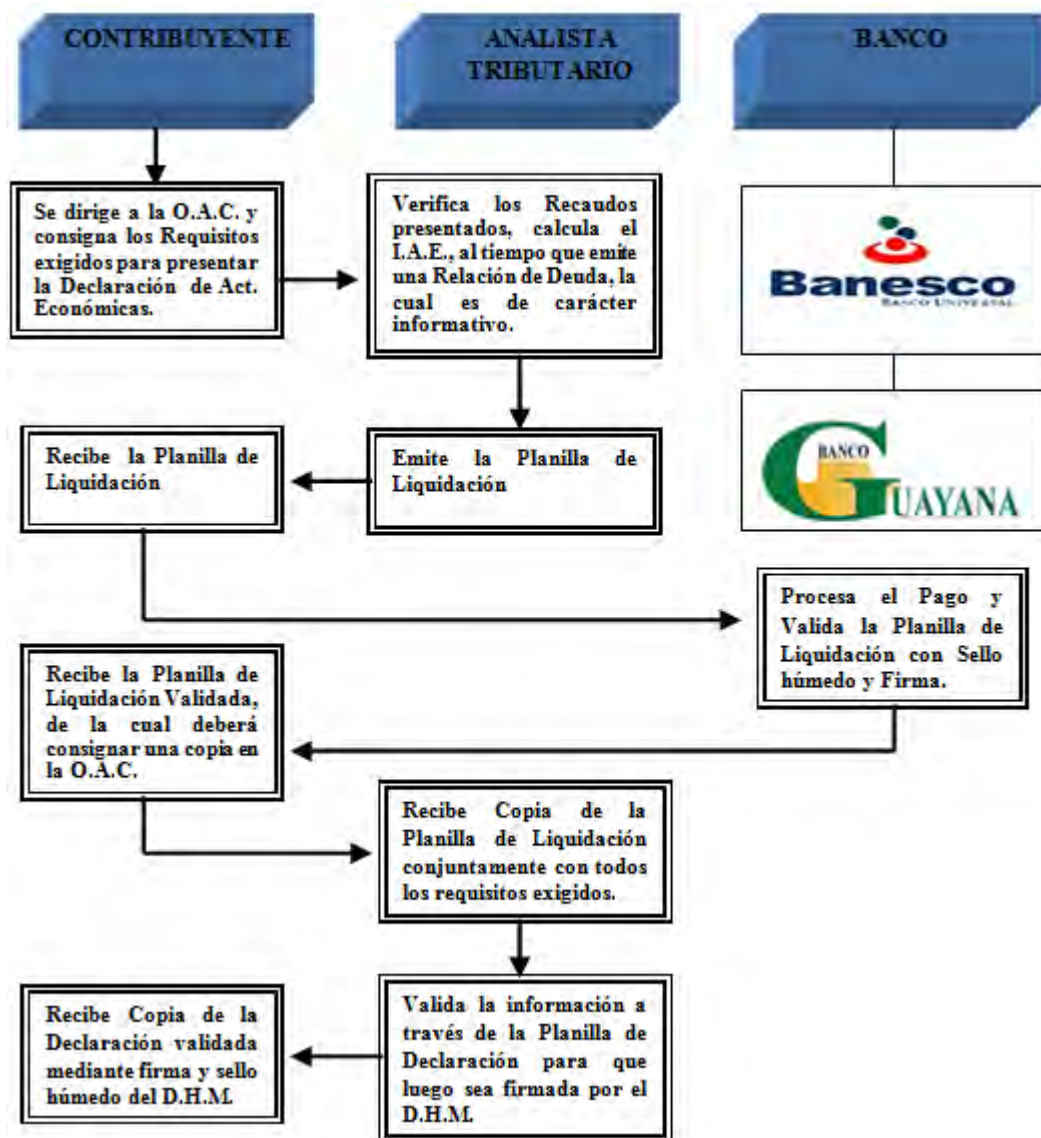 CONTRIBUYENTE
ANALISTA
TRIBUTARIO
BANCO
Se dirige a la O.A.C. y
consigna los Requisitos
exigidos para presentar
la Declaración de Act.
Económicas.
Verifica los Recaudos
presentados, calcula el
I.A.E., al tiempo que emite
una Relación de Deuda, la
cual es de carácter
informativo.
Banesco
BANCO UNIVERSAL
Recibe la Planilla de
Liquidación
Emite la Planilla de
Liquidación
BANCO
GUAYANA
Procesa el Pago y
Valida la Planilla de
Liquidación con Sello
húmedo y Firma.
Recibe la Planilla de
Liquidación Validada,
de la cual deberá
consignar una copia en
la O.A.C.
Recibe Copia de la
Planilla de Liquidación
conjuntamente con todos
los requisitos exigidos.
Recibe Copia de la
Declaración validada
mediante firma y sello
húmedo del D.H.M.
Valida la información a
través de la Planilla de
Declaración para que
luego sea firmada por el
D.H.M.